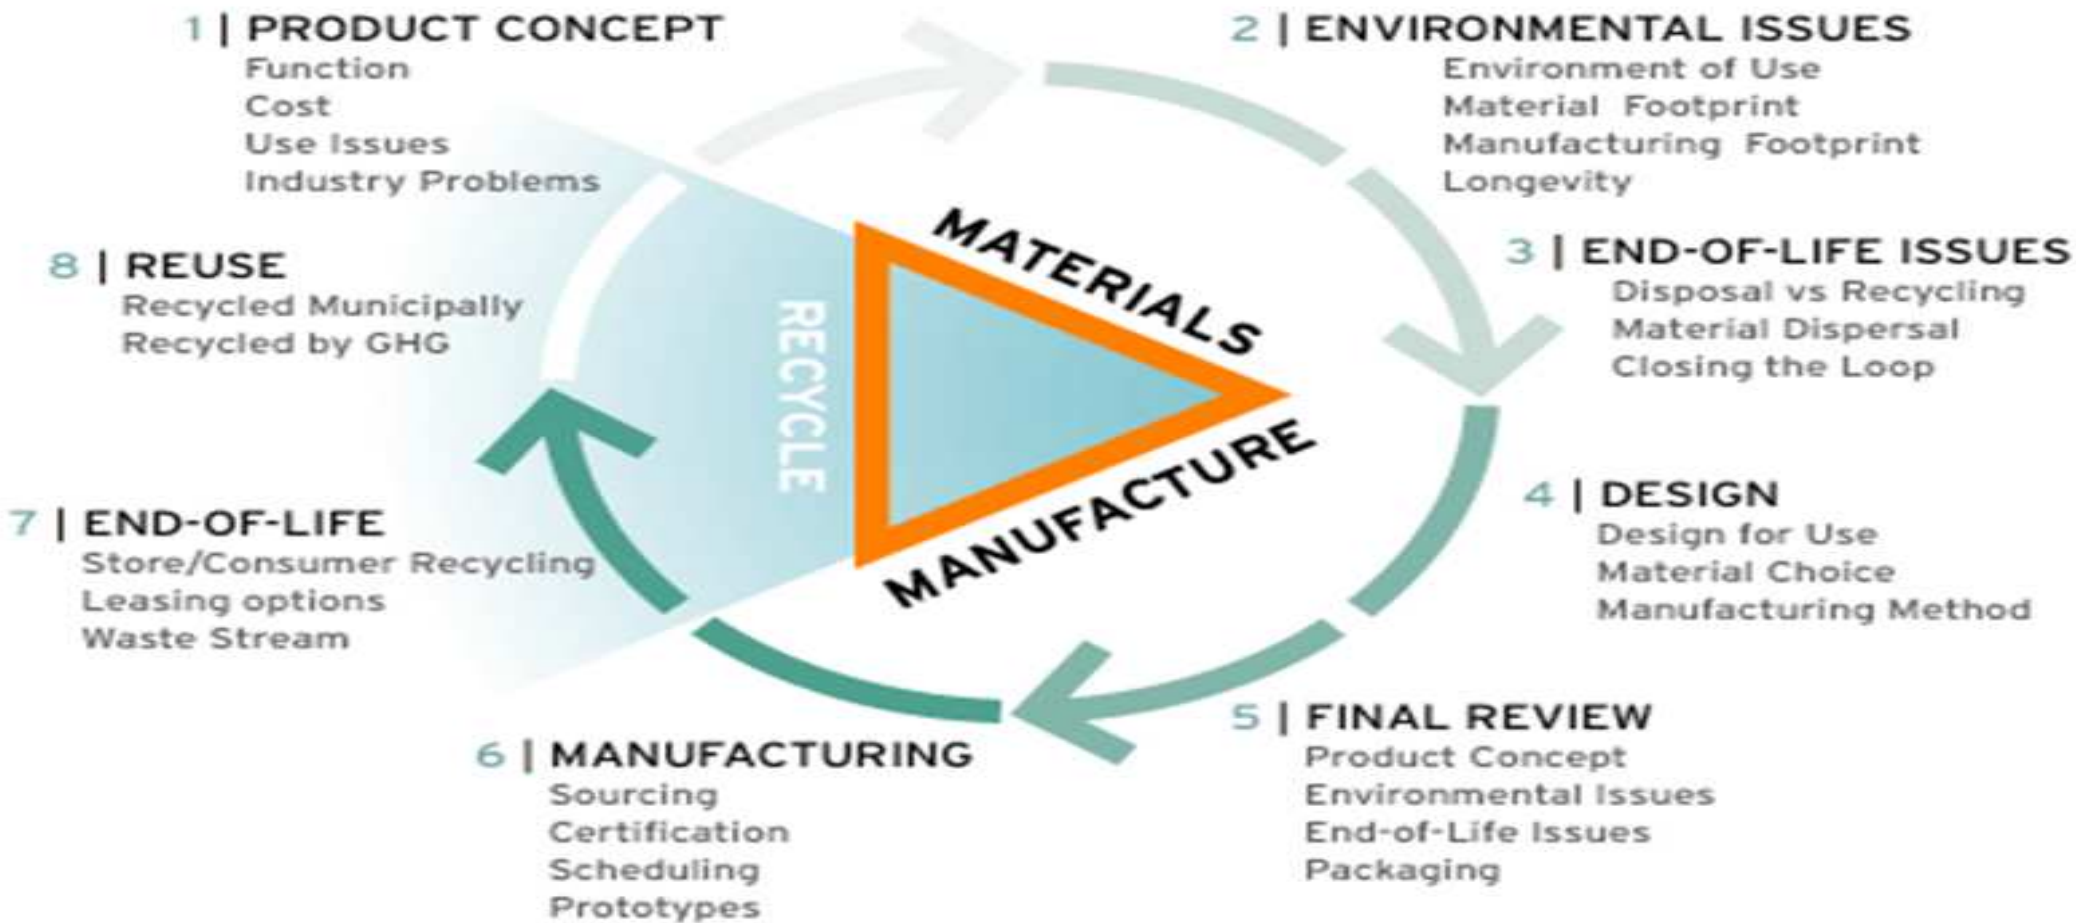 1 | PRODUCT CONCEPT
Function
Cost
Use Issues
Industry Problems
2 | ENVIRONMENTAL ISSUES
Environment of Use
Material Footprint
Manufacturing Footprint
Longevity
3 | END-OF-LIFE ISSUES
Disposal vs Recycling
Material Dispersal
Closing the Loop
4 | DESIGN
Design for Use
Material Choice
Manufacturing Method
5 | FINAL REVIEW
Product Concept
Environmental Issues
End-of-Life Issues
Packaging
6 | MANUFACTURING
Sourcing
Certification
Scheduling
Prototypes
7 | END-OF-LIFE
Store/Consumer Recycling
Leasing options
Waste Stream
8 | REUSE
Recycled Municipally
Recycled by GHG
MATERIALS
MANUFACTURE
RECYCLE